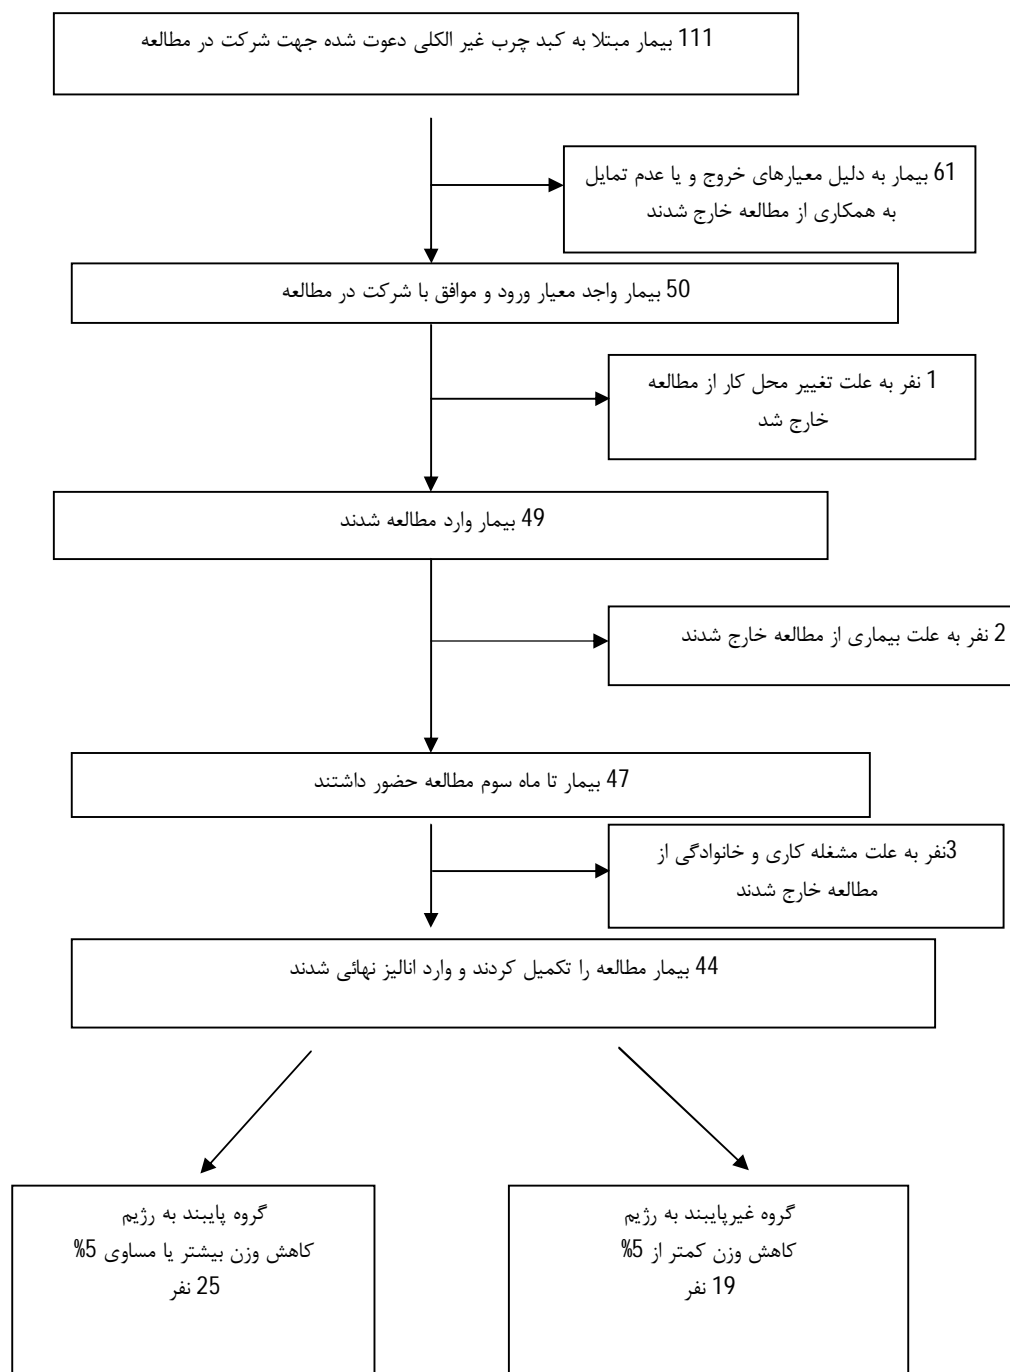 111 بیمار مبتلا به کبد چرب غیر الکلی دعوت شده جهت شرکت در مطالعه
61 بیمار به دلیل معیارهای خروج و یا عدم تمایل
به همکاری از مطالعه خارج شدند
50 بیمار واجد معیار ورود و موافق با شرکت در مطالعه
1 نفر به علت تغییر محل کار از مطالعه
خارج شد
49 بیمار وارد مطالعه شدند
2 نفر به علت بیماری از مطالعه خارج شدند
47 بیمار تا ماه سوم مطالعه حضور داشتند
3نفر به علت مشغله کاری و خانوادگی از
مطالعه خارج شدند
44 بیمار مطالعه را تکمیل کردند و وارد انالیز نهائی شدند
گروه غیرپایبند به رژیم
کاهش وزن کمتر از 5%
19 نفر
گروه پایبند به رژیم
کاهش وزن بیشتر یا مساوی 5%
25 نفر